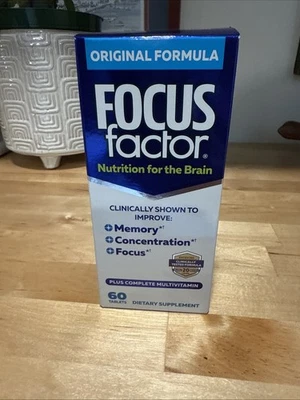 ORIGINAL FORMULA
FOCUS
factor®
Nutrition for the Brain
CLINICALLY SHOWN TO
IMPROVE:
+ Memory*†
+ Concentration*†
+ Focus*†
PLUS COMPLETE MULTIVITAMIN
60
TABLETS
DIETARY SUPPLEMENT